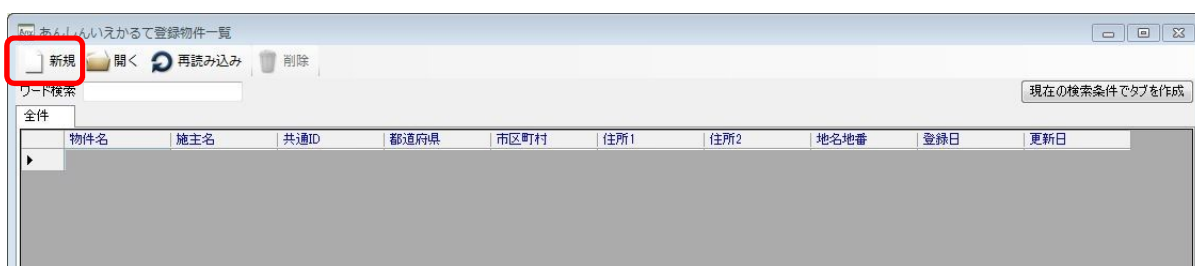 あんしんいえかるて登録物件一覧
新規 開く 再読み込み 削除
ワード検索 現在の検索条件でタブを作成
全件
物件名 施主名 共通ID 都道府県 市区町村 住所1 住所2 地名地番 登録日 更新日